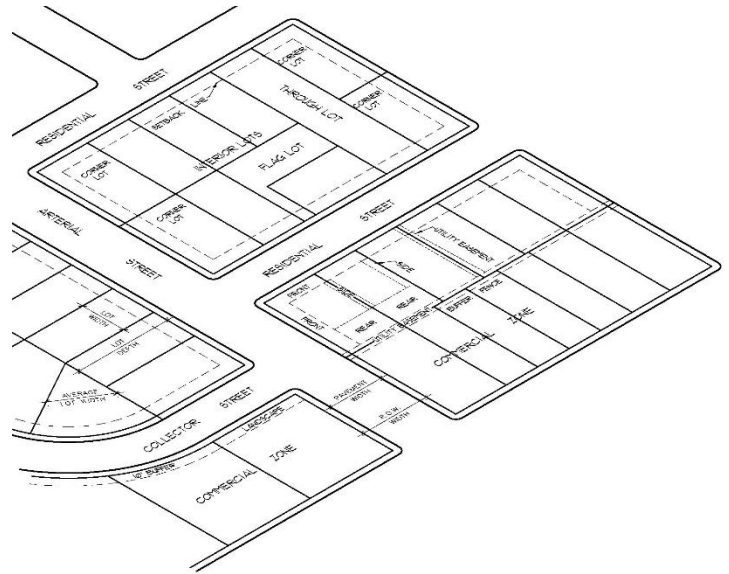 RESIDENTIAL STREET
CORNER
LOT
THROUGH LOT
CORNER
LOT
SETBACK
LINE
INTERIOR LOTS
FLAG LOT
CORNER
LOT
CORNER
LOT
ARTERIAL STREET
RESIDENTIAL STREET
UTILITY EASEMENT
SIDE
FRONT
SIDE
REAR
FRONT
REAR
UTILITY EASEMENT
BUFFER
FENCE
COMMERCIAL ZONE
LOT
WIDTH
LOT
DEPTH
AVERAGE
LOT WIDTH
COLLECTOR STREET
PAVEMENT
WIDTH
R.O.W.
WIDTH
LANDSCAPE
BUFFER
COMMERCIAL ZONE